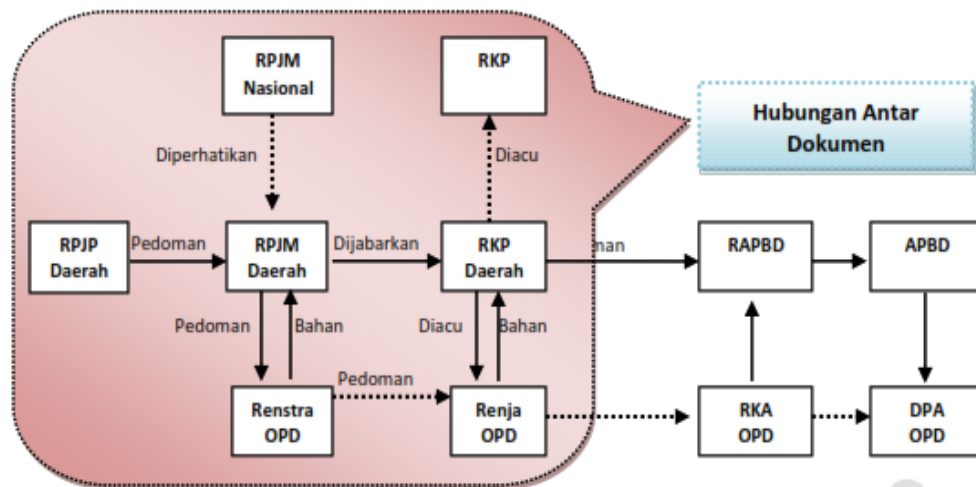 RPJM
Nasional
RKP
Hubungan Antar
Dokumen
Diperhatikan
Diacu
RPJP
Daerah
Pedoman
RPJM
Daerah
Dijabarkan
RKP
Daerah
man
RAPBD
APBD
Pedoman
Bahan
Diacu
Bahan
Pedoman
Renstra
OPD
Renja
OPD
RKA
OPD
DPA
OPD